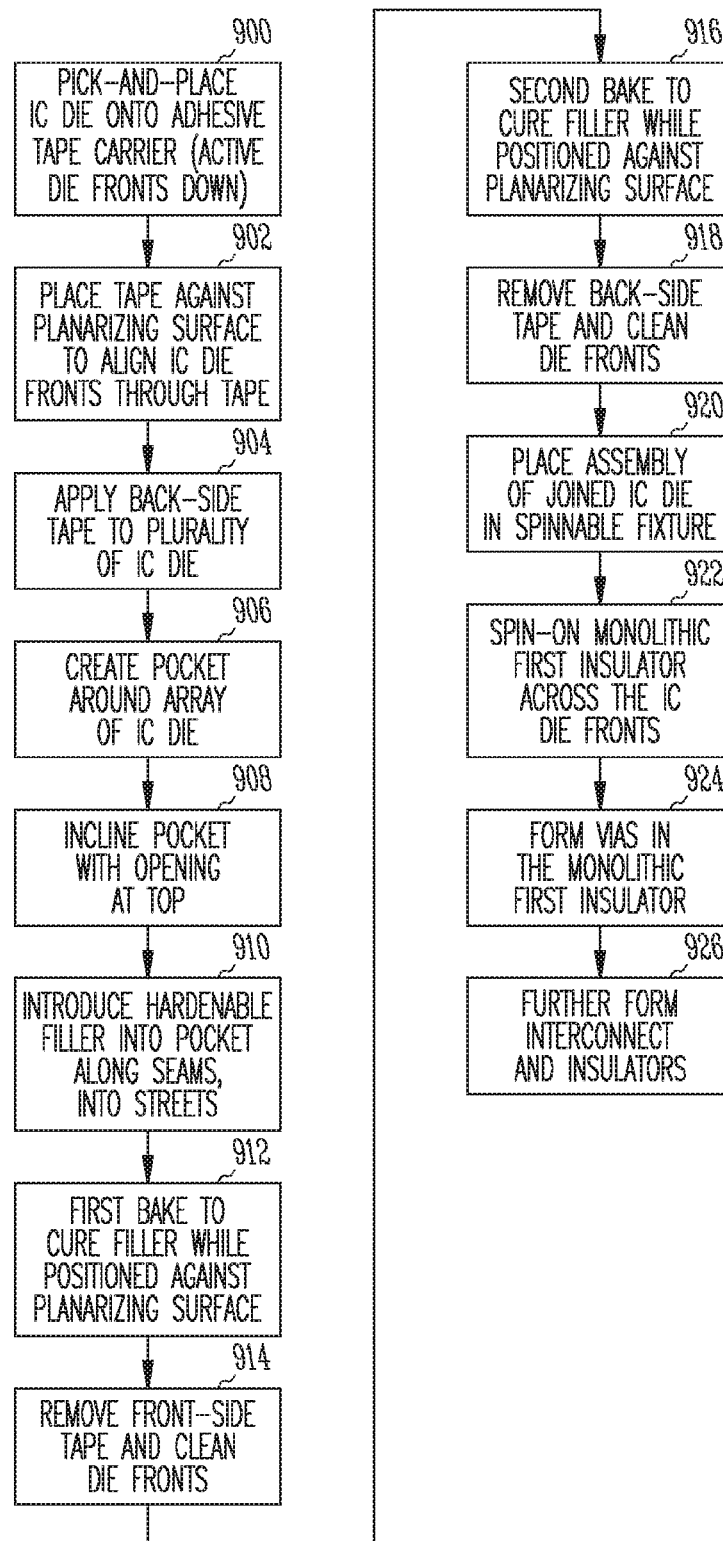 900
PICK-AND-PLACE
IC DIE ONTO ADHESIVE
TAPE CARRIER (ACTIVE
DIE FRONTS DOWN)
902
PLACE TAPE AGAINST
PLANARIZING SURFACE
TO ALIGN IC DIE
FRONTS THROUGH TAPE
904
APPLY BACK-SIDE
TAPE TO PLURALITY
OF IC DIE
906
CREATE POCKET
AROUND ARRAY
OF IC DIE
908
INCLINE POCKET
WITH OPENING
AT TOP
910
INTRODUCE HARDENABLE
FILLER INTO POCKET
ALONG SEAMS,
INTO STREETS
912
FIRST BAKE TO
CURE FILLER WHILE
POSITIONED AGAINST
PLANARIZING SURFACE
914
REMOVE FRONT-SIDE
TAPE AND CLEAN
DIE FRONTS
916
SECOND BAKE TO
CURE FILLER WHILE
POSITIONED AGAINST
PLANARIZING SURFACE
918
REMOVE BACK-SIDE
TAPE AND CLEAN
DIE FRONTS
920
PLACE ASSEMBLY
OF JOINED IC DIE
IN SPINNABLE FIXTURE
922
SPIN-ON MONOLITHIC
FIRST INSULATOR
ACROSS THE IC
DIE FRONTS
924
FORM VIAS IN
THE MONOLITHIC
FIRST INSULATOR
926
FURTHER FORM
INTERCONNECT
AND INSULATORS